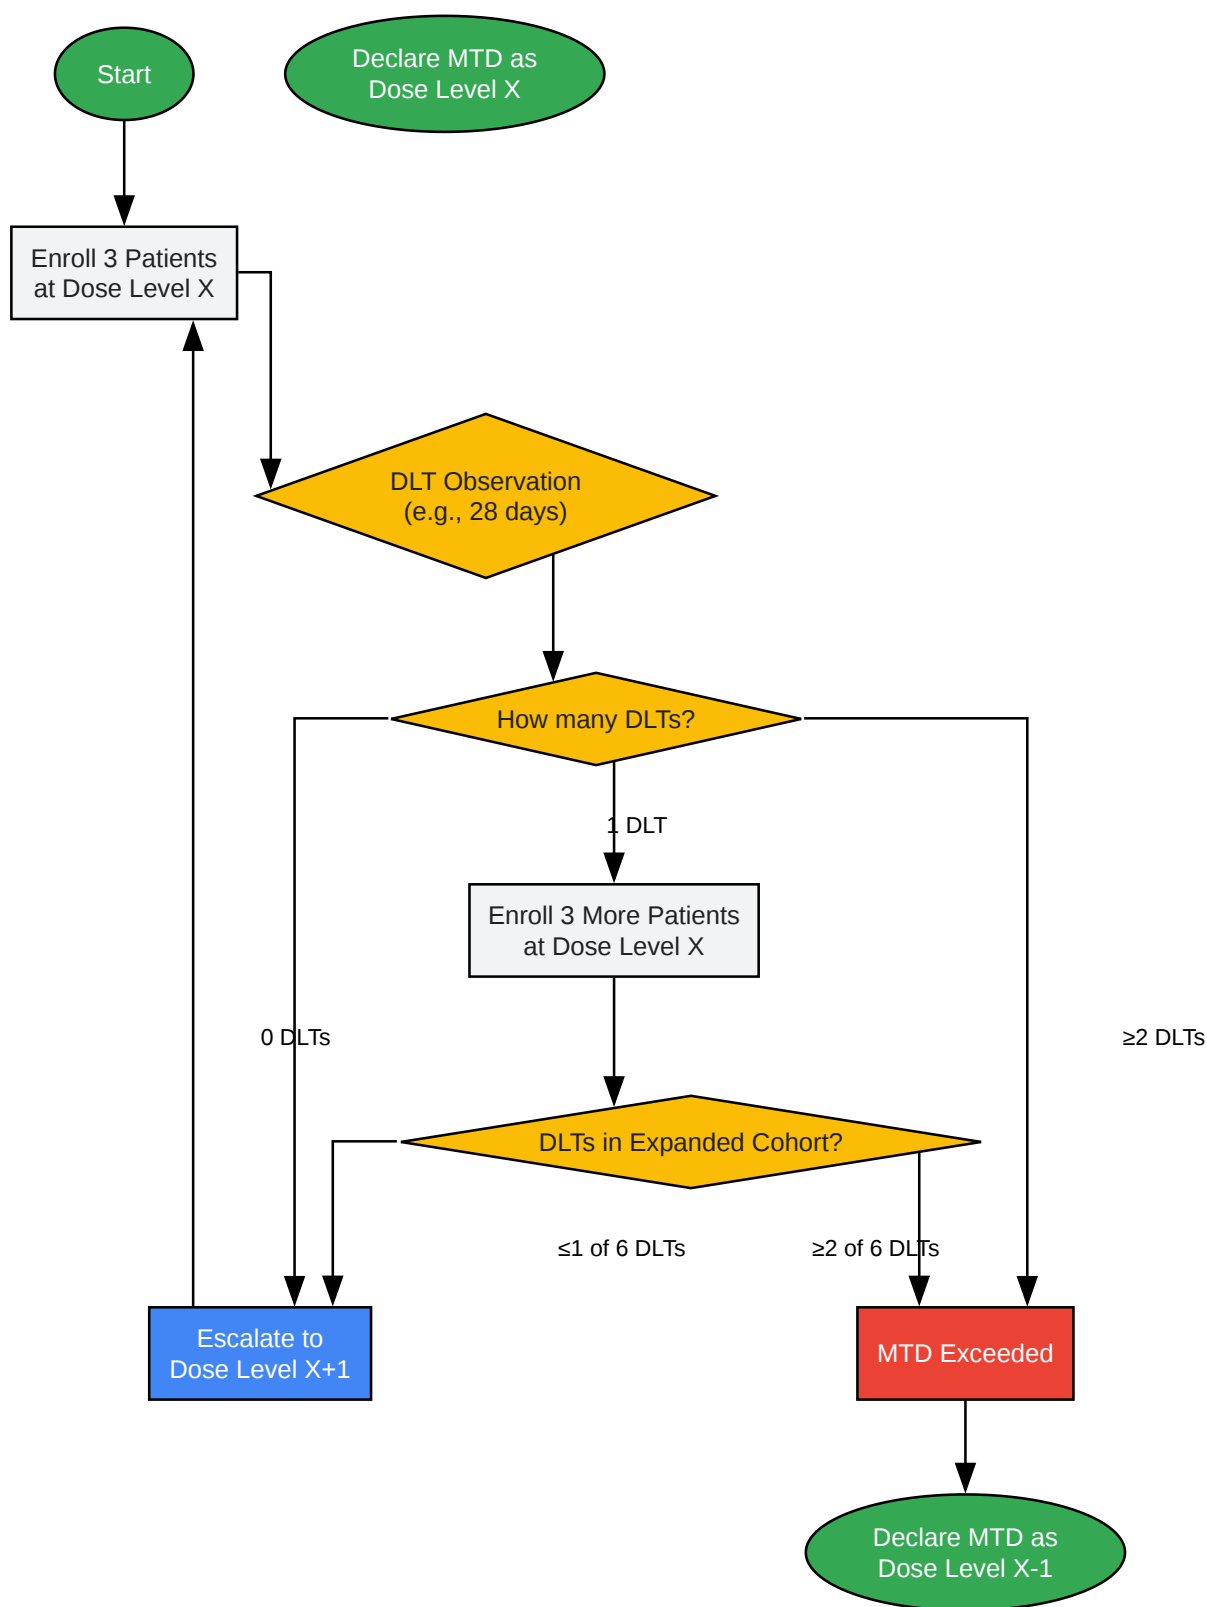 Start
Declare MTD as
Dose Level X
Enroll 3 Patients
at Dose Level X
DLT Observation
(e.g., 28 days)
How many DLTs?
1 DLT
Enroll 3 More Patients
at Dose Level X
0 DLTs
≥2 DLTs
DLTs in Expanded Cohort?
≤1 of 6 DLTs
≥2 of 6 DLTs
Escalate to
Dose Level X+1
MTD Exceeded
Declare MTD as
Dose Level X-1